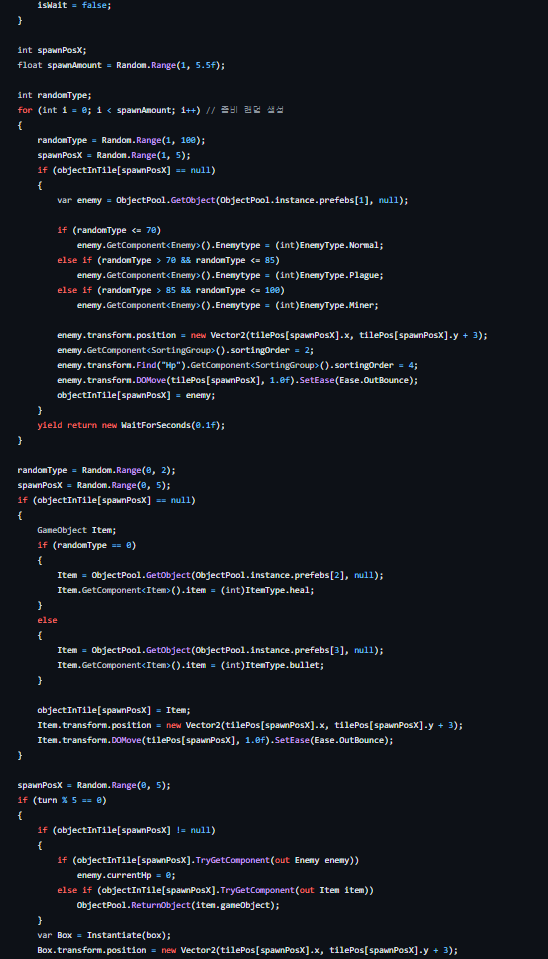 isWait = false;
}
int spawnPosX;
float spawnAmount = Random.Range(1, 5.5f);
int randomType;
for (int i = 0; i < spawnAmount; i++) // 좀비 랜덤 생성
{
randomType = Random.Range(1, 100);
spawnPosX = Random.Range(1, 5);
if (objectInTile[spawnPosX] == null)
{
var enemy = ObjectPool.GetObject(ObjectPool.instance.prefebs[1], null);
if (randomType <= 70)
enemy.GetComponent<Enemy>().Enemytype = (int)EnemyType.Normal;
else if (randomType > 70 && randomType <= 85)
enemy.GetComponent<Enemy>().Enemytype = (int)EnemyType.Plague;
else if (randomType > 85 && randomType <= 100)
enemy.GetComponent<Enemy>().Enemytype = (int)EnemyType.Miner;
enemy.transform.position = new Vector2(tilePos[spawnPosX].x, tilePos[spawnPosX].y + 3);
enemy.GetComponent<SortingGroup>().sortingOrder = 2;
enemy.transform.Find("Hp").GetComponent<SortingGroup>().sortingOrder = 4;
enemy.transform.DOMove(tilePos[spawnPosX], 1.0f).SetEase(Ease.OutBounce);
objectInTile[spawnPosX] = enemy;
}
yield return new WaitForSeconds(0.1f);
}
randomType = Random.Range(0, 2);
spawnPosX = Random.Range(0, 5);
if (objectInTile[spawnPosX] == null)
{
GameObject Item;
if (randomType == 0)
{
Item = ObjectPool.GetObject(ObjectPool.instance.prefebs[2], null);
Item.GetComponent<Item>().item = (int)ItemType.heal;
}
else
{
Item = ObjectPool.GetObject(ObjectPool.instance.prefebs[3], null);
Item.GetComponent<Item>().item = (int)ItemType.bullet;
}
objectInTile[spawnPosX] = Item;
Item.transform.position = new Vector2(tilePos[spawnPosX].x, tilePos[spawnPosX].y + 3);
Item.transform.DOMove(tilePos[spawnPosX], 1.0f).SetEase(Ease.OutBounce);
}
spawnPosX = Random.Range(0, 5);
if (turn % 5 == 0)
{
if (objectInTile[spawnPosX] != null)
{
if (objectInTile[spawnPosX].TryGetComponent(out Enemy enemy))
enemy.currentHp = 0;
else if (objectInTile[spawnPosX].TryGetComponent(out Item item))
ObjectPool.ReturnObject(item.gameObject);
}
var Box = Instantiate(box);
Box.transform.position = new Vector2(tilePos[spawnPosX].x, tilePos[spawnPosX].y + 3);